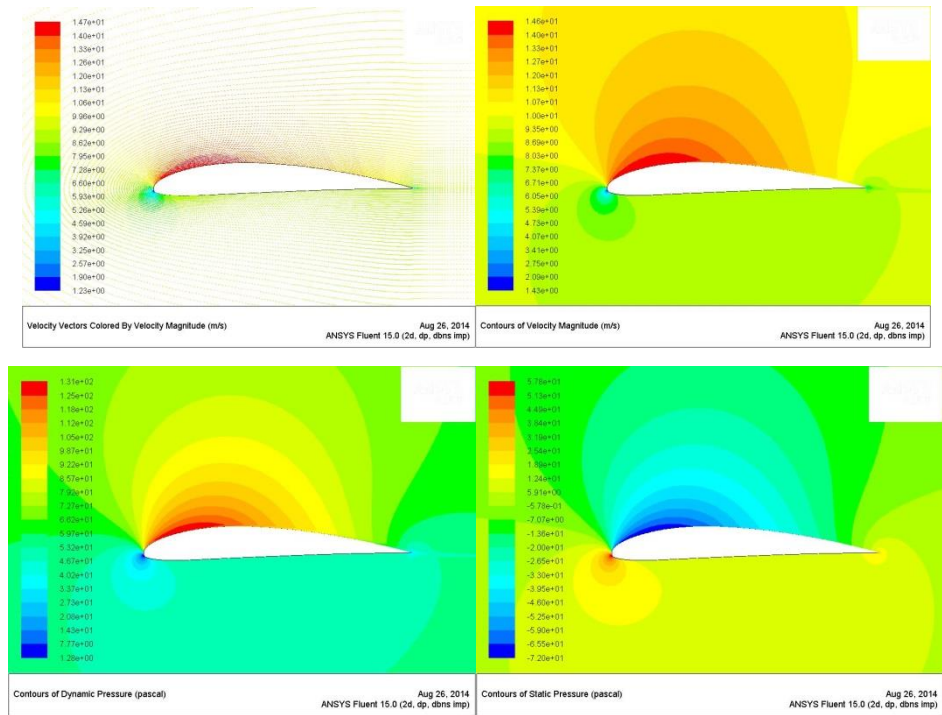 1.47e+01
1.40e+01
1.33e+01
1.26e+01
1.20e+01
1.13e+01
1.06e+01
9.96e+00
9.29e+00
8.62e+00
7.95e+00
7.28e+00
6.60e+00
5.93e+00
5.26e+00
4.59e+00
3.92e+00
3.25e+00
2.57e+00
1.90e+00
1.23e+00
Velocity Vectors Colored By Velocity Magnitude (m/s)
Aug 26, 2014
ANSYS Fluent 15.0 (2d, dp, dbns imp)
1.46e+01
1.40e+01
1.33e+01
1.27e+01
1.20e+01
1.13e+01
1.07e+01
1.00e+01
9.35e+00
8.69e+00
8.03e+00
7.37e+00
6.71e+00
6.05e+00
5.39e+00
4.73e+00
4.07e+00
3.41e+00
2.75e+00
2.09e+00
1.43e+00
Contours of Velocity Magnitude (m/s)
Aug 26, 2014
ANSYS Fluent 15.0 (2d, dp, dbns imp)
1.31e+02
1.25e+02
1.18e+02
1.12e+02
1.05e+02
9.87e+01
9.22e+01
8.57e+01
7.92e+01
7.27e+01
6.62e+01
5.97e+01
5.32e+01
4.67e+01
4.02e+01
3.37e+01
2.73e+01
2.08e+01
1.43e+01
7.77e+00
1.28e+00
Contours of Dynamic Pressure (pascal)
Aug 26, 2014
ANSYS Fluent 15.0 (2d, dp, dbns imp)
5.78e+01
5.13e+01
4.49e+01
3.84e+01
3.19e+01
2.54e+01
1.89e+01
1.24e+01
5.91e+00
-5.78e-01
-7.07e+00
-1.36e+01
-2.00e+01
-2.65e+01
-3.30e+01
-3.95e+01
-4.60e+01
-5.25e+01
-5.90e+01
-6.55e+01
-7.20e+01
Contours of Static Pressure (pascal)
Aug 26, 2014
ANSYS Fluent 15.0 (2d, dp, dbns imp)